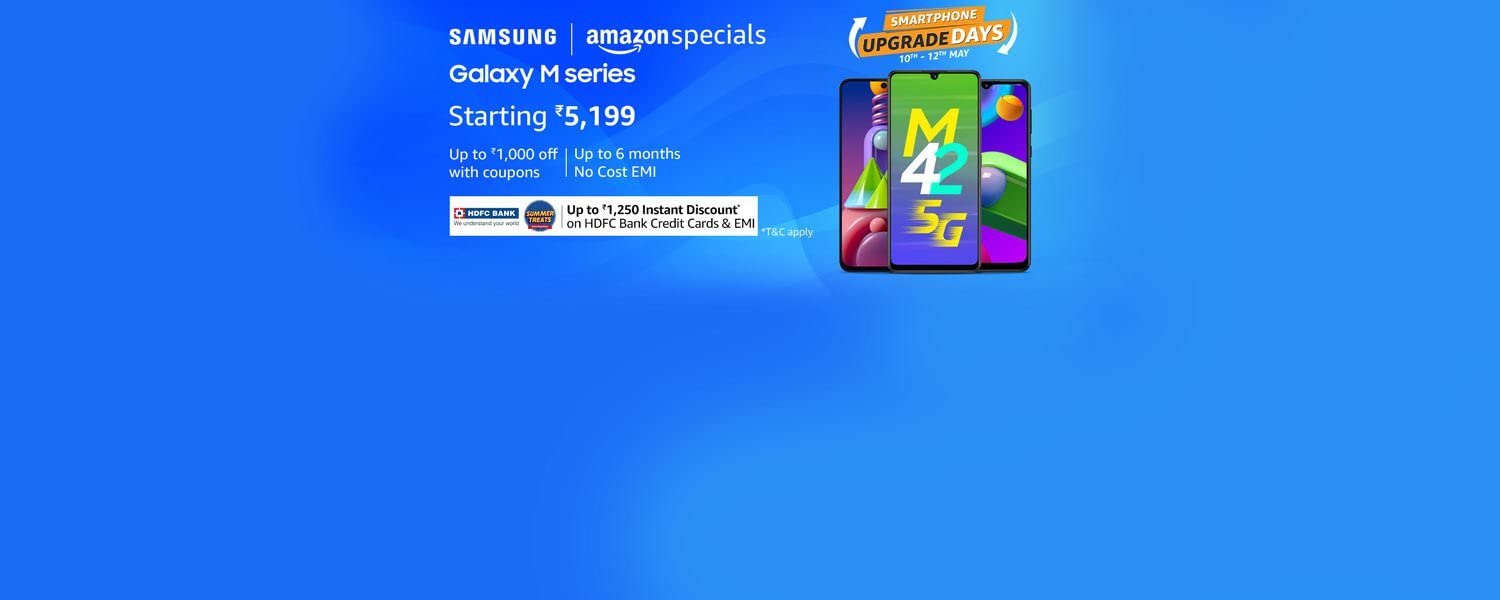 SAMSUNG | amazonspecials
Galaxy M series
Starting ₹5,199
Up to ₹1,000 off
with coupons
Up to 6 months
No Cost EMI
HDFC BANK
We understand your world
SUMMER
TREATS
Up to ₹1,250 Instant Discount*
on HDFC Bank Credit Cards & EMI
*T&C apply
SMARTPHONE
UPGRADE DAYS
10TH - 12TH MAY
M
42
5G